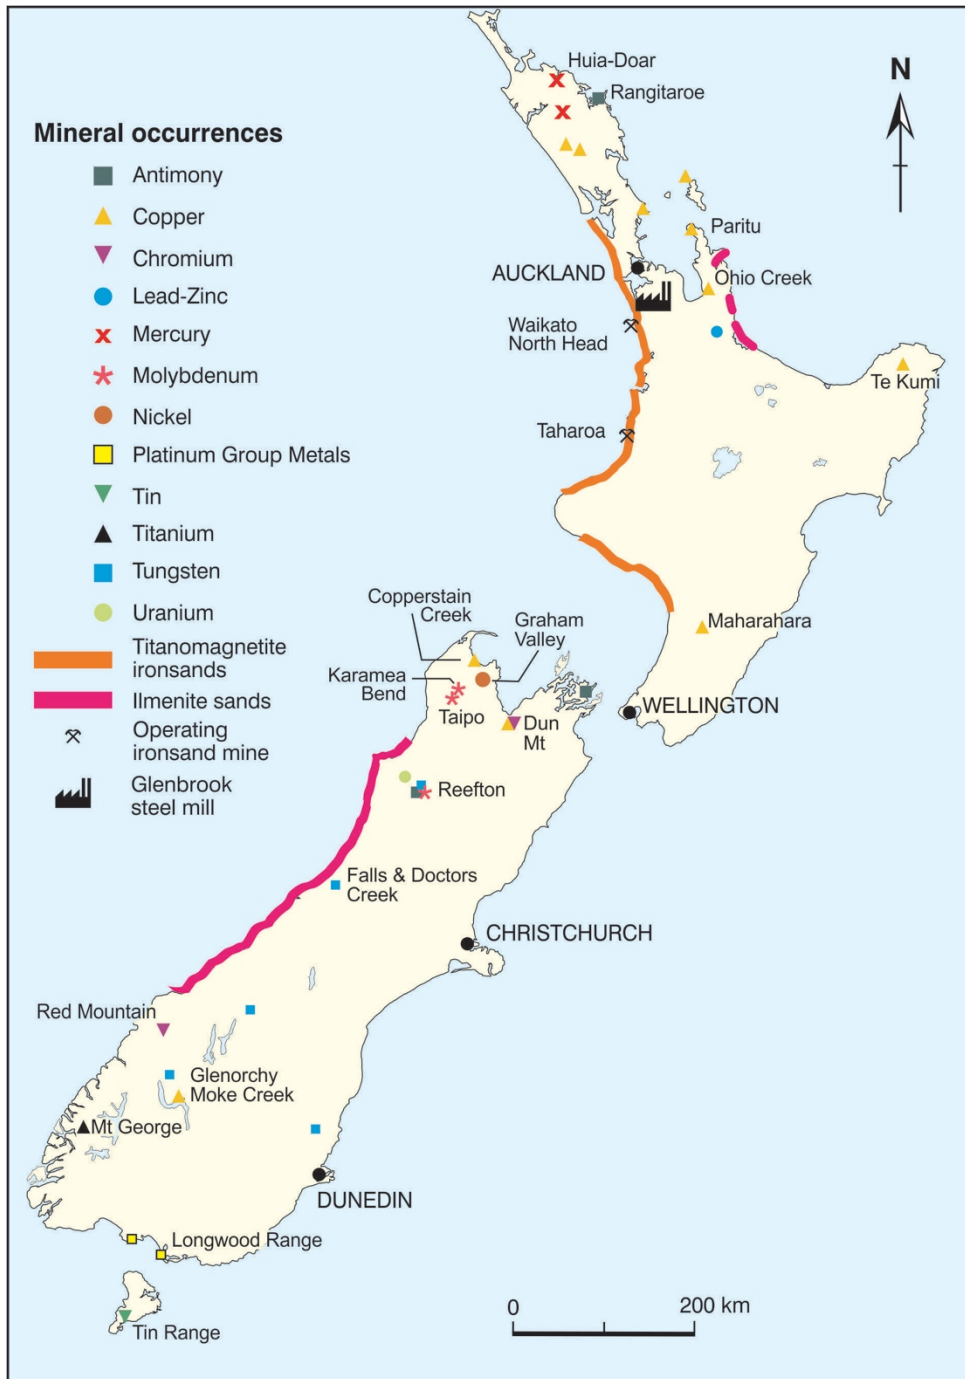 Mineral occurrences
Antimony
Copper
Chromium
Lead-Zinc
Mercury
Molybdenum
Nickel
Platinum Group Metals
Tin
Titanium
Tungsten
Uranium
Titanomagnetite
ironsands
Ilmenite sands
Operating
ironsand mine
Glenbrook
steel mill
N
Huia-Doar
Rangitaroe
Paritu
AUCKLAND
Ohio Creek
Waikato
North Head
Te Kumi
Taharoa
Copperstain
Creek
Graham
Valley
Maharahara
Karamea
Bend
Taipo
Dun
Mt
WELLINGTON
Reefton
Falls & Doctors
Creek
CHRISTCHURCH
Red Mountain
Glenorchy
Moke Creek
Mt George
DUNEDIN
Longwood Range
Tin Range
0
200 km